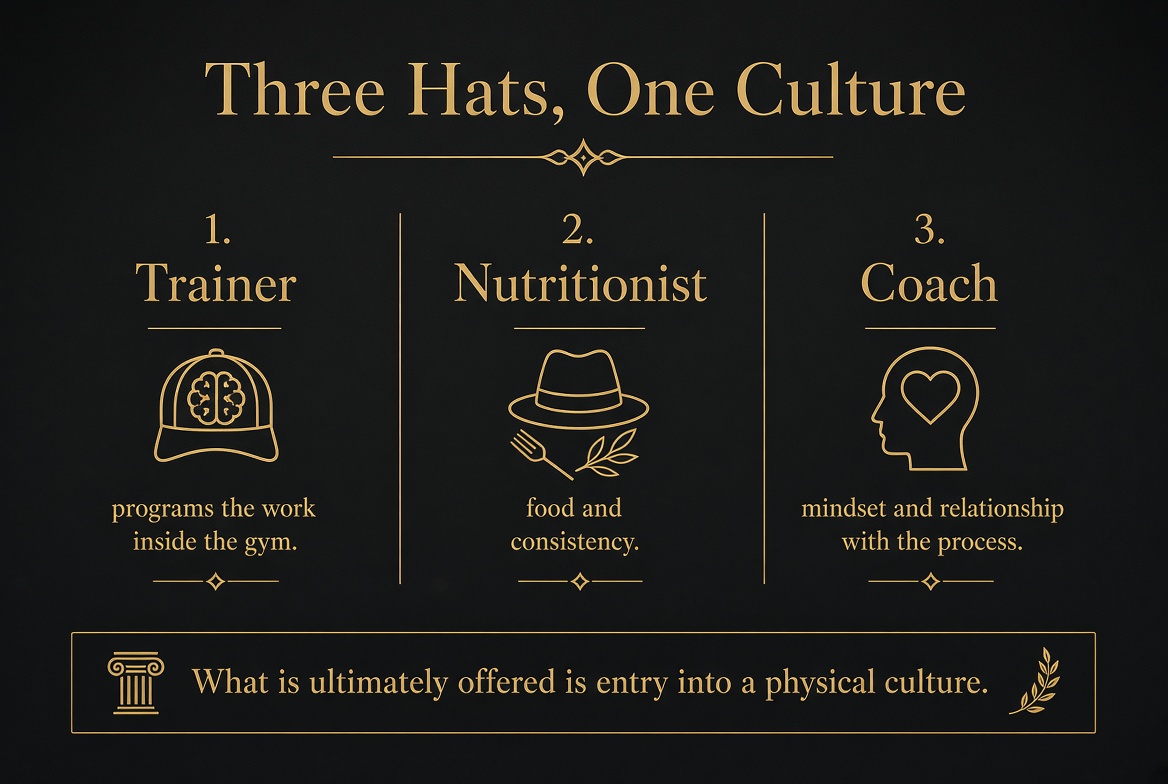 Three Hats, One Culture
1.
Trainer
programs the work
inside the gym.
2.
Nutritionist
food and
consistency.
3.
Coach
mindset and relationship
with the process.
What is ultimately offered is entry into a physical culture.